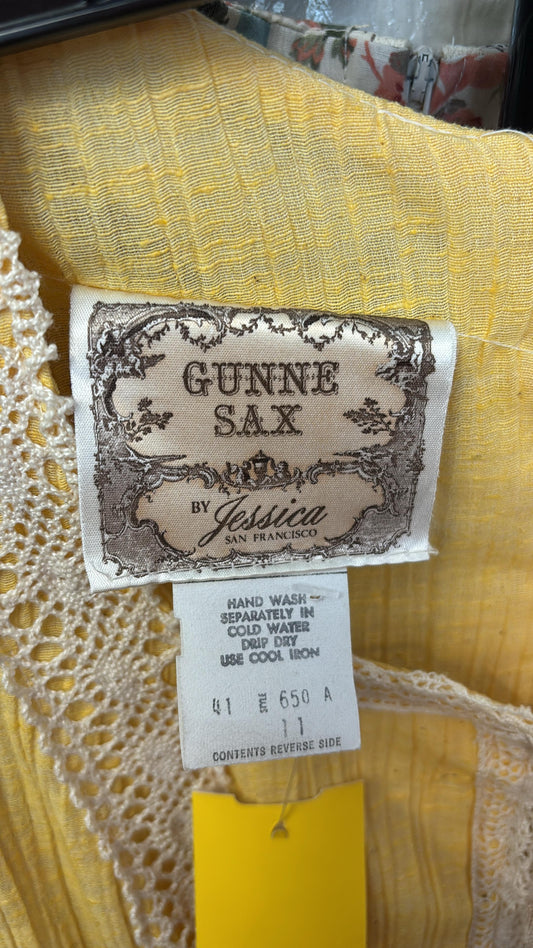 GUNNE
SAX
BY Jessica
SAN FRANCISCO
HAND WASH
SEPARATELY IN
COLD WATER
DRIP DRY
USE COOL IRON
41 STYLE 650 A
11
CONTENTS REVERSE SIDE